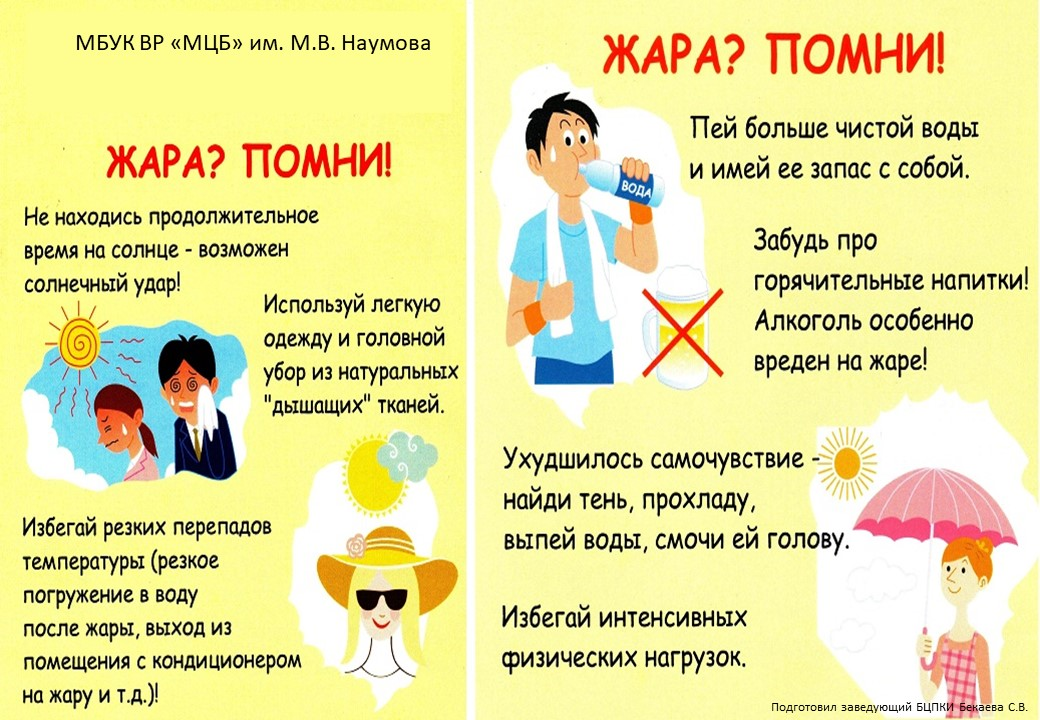 МБУК ВР «МЦБ» им. М.В. Наумова
ЖАРА? ПОМНИ!
Не находись продолжительное
время на солнце - возможен
солнечный удар!
Используй легкую
одежду и головной
убор из натуральных
"дышащих" тканей.
Избегай резких перепадов
температуры (резкое
погружение в воду
после жары, выход из
помещения с кондиционером
на жару и т.д.)!
ЖАРА? ПОМНИ!
Пей больше чистой воды
и имей ее запас с собой.
ВОДА
Забудь про
горячительные напитки!
Алкоголь особенно
вреден на жаре!
Ухудшилось самочувствие -
найди тень, прохладу,
выпей воды, смочи ей голову.
Избегай интенсивных
физических нагрузок.
Подготовил заведующий БЦПКИ Бекаева С.В.